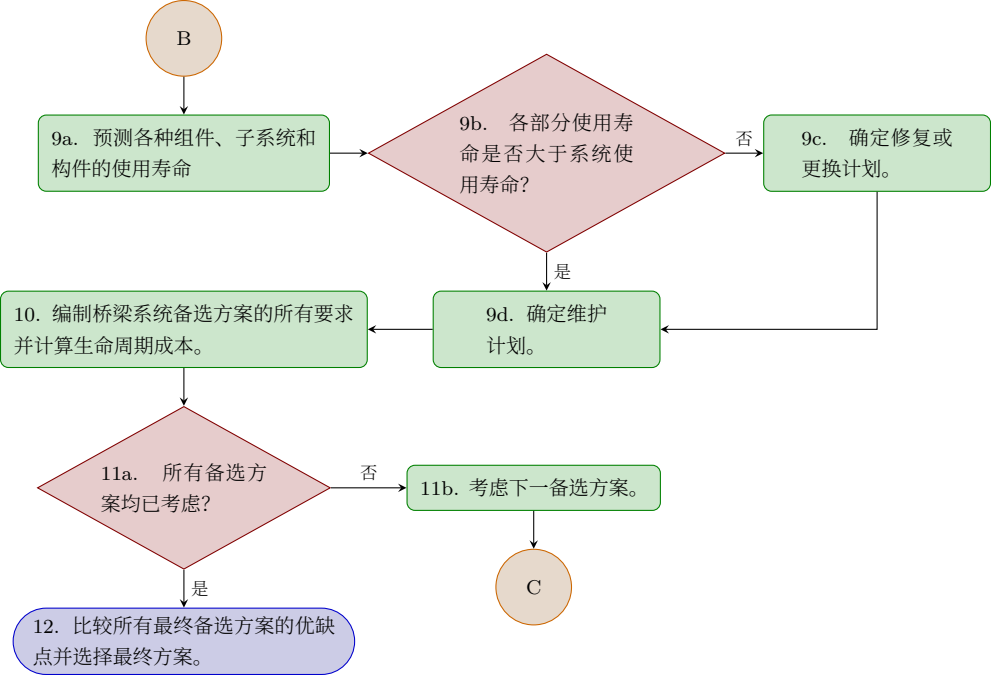 B
9a. 预测各种组件、子系统和
构件的使用寿命
9b. 各部分使用寿
命是否大于系统使
用寿命？
否
9c. 确定修复或
更换计划。
是
10. 编制桥梁系统备选方案的所有要求
并计算生命周期成本。
9d. 确定维护
计划。
11a. 所有备选方
案均已考虑？
否
11b. 考虑下一备选方案。
是
C
12. 比较所有最终备选方案的优缺
点并选择最终方案。